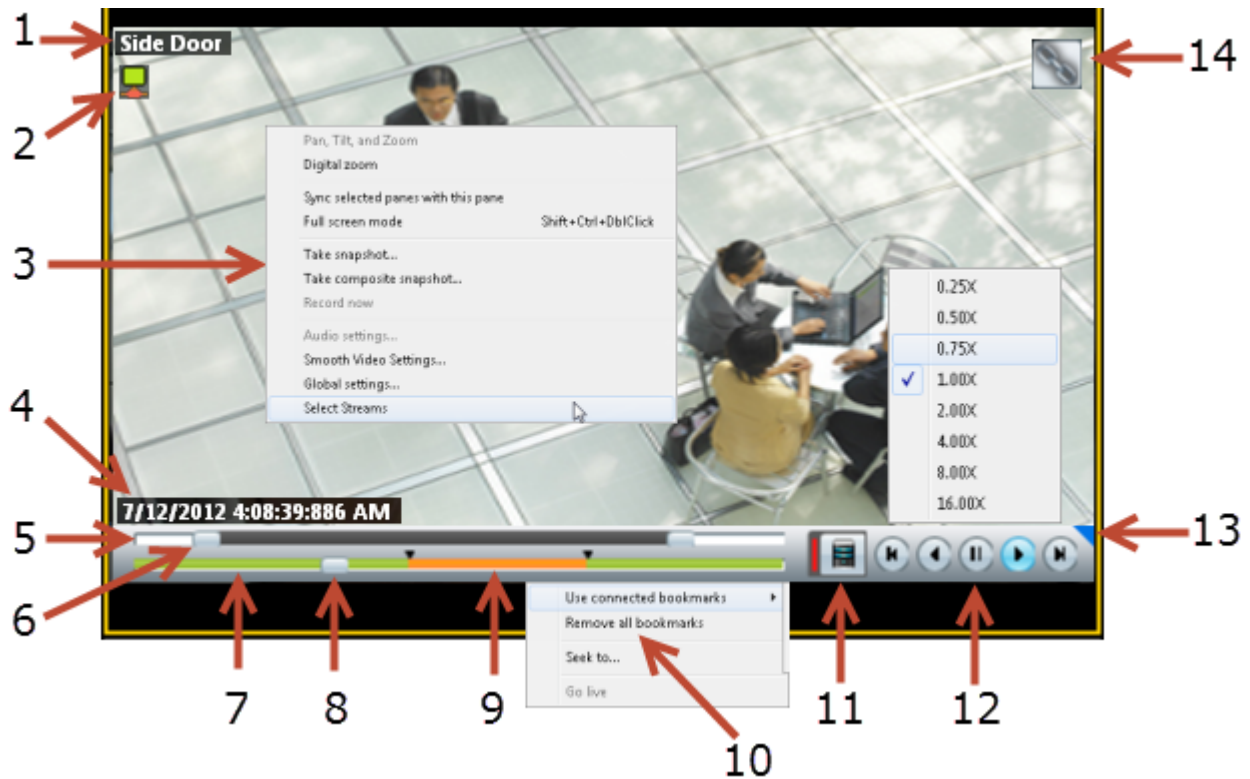 1
Side Door
14
2
Pan, Tilt, and Zoom
Digital zoom
Sync selected panes with this pane
Full screen mode Shift+Ctrl+DblClick
3
Take snapshot...
Take composite snapshot...
Record now
Audio settings...
Smooth Video Settings...
Global settings...
Select Streams
0.25X
0.50X
0.75X
1.00X
2.00X
4.00X
8.00X
16.00X
4
7/12/2012 4:08:39:886 AM
5
13
6
Use connected bookmarks
Remove all bookmarks
Seek to...
Go live
7
8
9
10
11
12